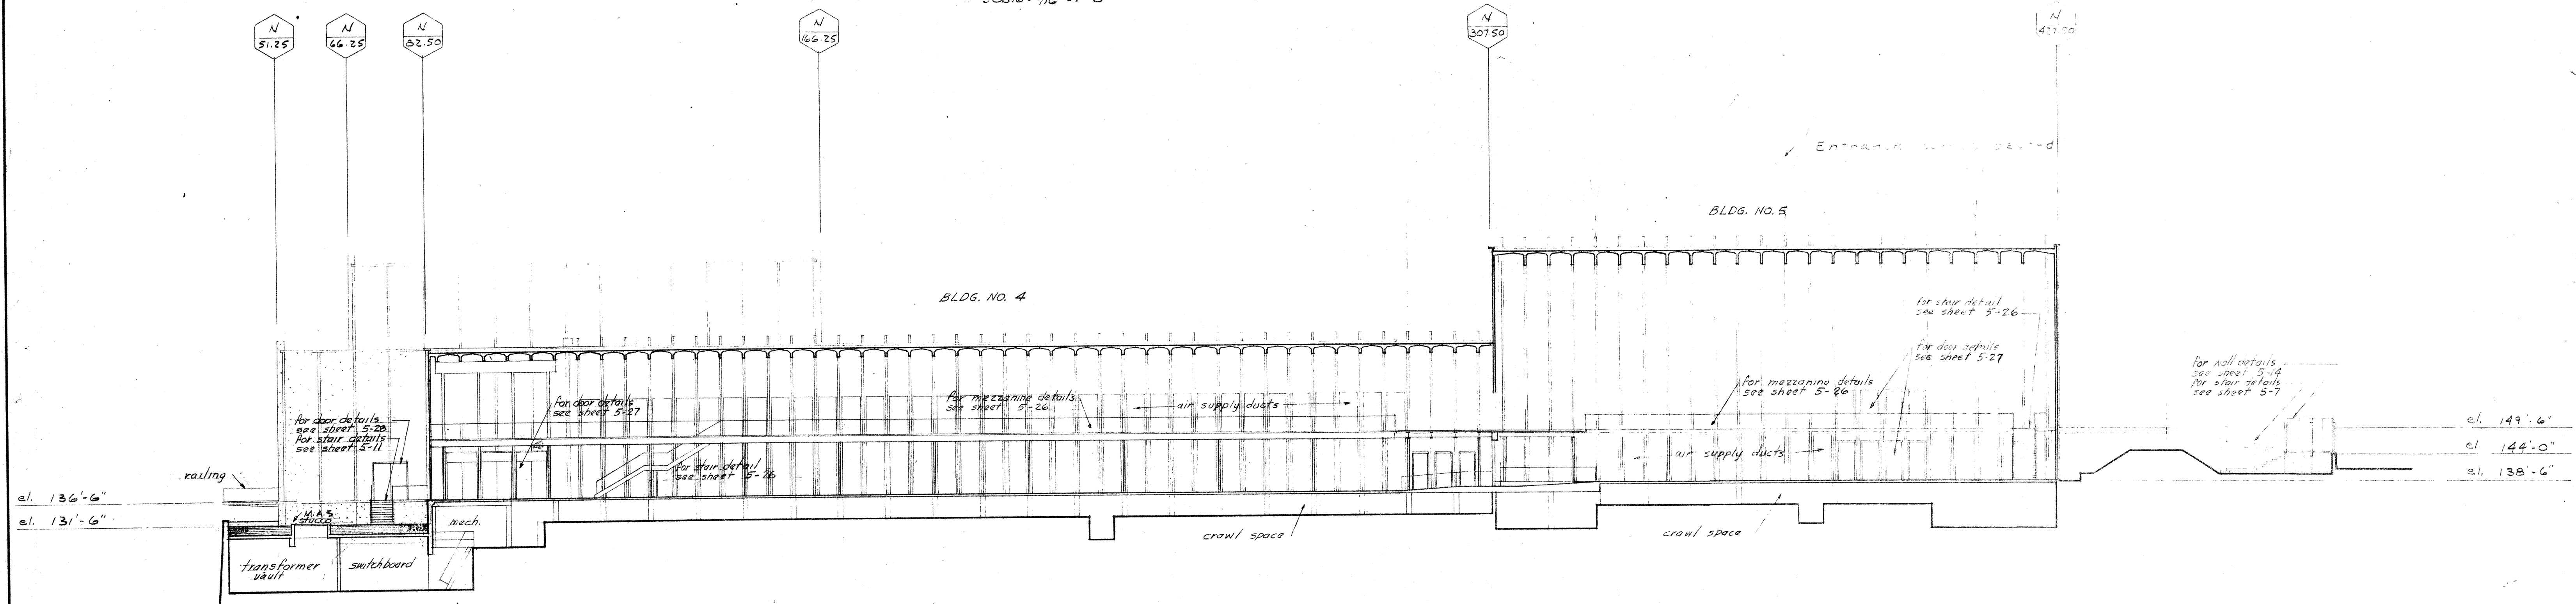 N
51.25
N
66.25
N
82.50
N
166.25
N
307.50
N
427.50
BLDG. NO. 5
BLDG. NO. 4
for stair detail
see sheet 5-26
for door details
see sheet 5-27
for wall details
see sheet 5-14
for stair details
see sheet 5-7
for mezzanine details
see sheet 5-26
for mezzanine details
see sheet 5-26
air supply ducts
for door details
see sheet 5-27
for door details
see sheet 5-28
for stair details
see sheet 5-11
el. 149'-6"
el 144'-0"
air supply ducts
for stair detail
see sheet 5-26
railing
el. 138'-6"
el. 136'-6"
M.A.S.
stucco
el. 131'-6"
mech.
crawl space
crawl space
transformer
vault
switchboard